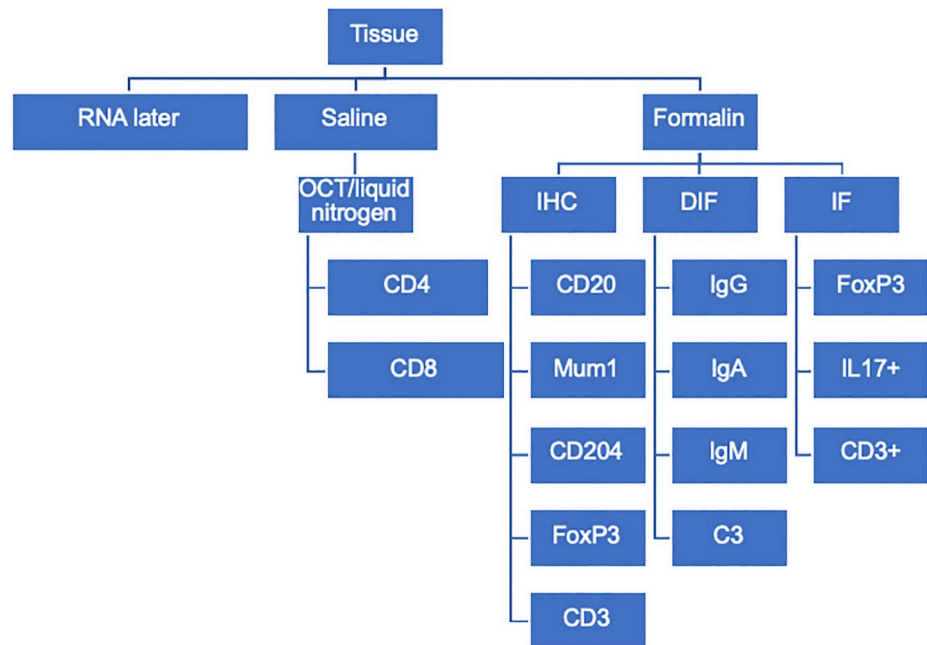 Tissue
RNA later
Saline
Formalin
OCT/liquid
nitrogen
IHC
DIF
IF
CD4
CD20
IgG
FoxP3
CD8
Mum1
IgA
IL17+
CD204
IgM
CD3+
FoxP3
C3
CD3